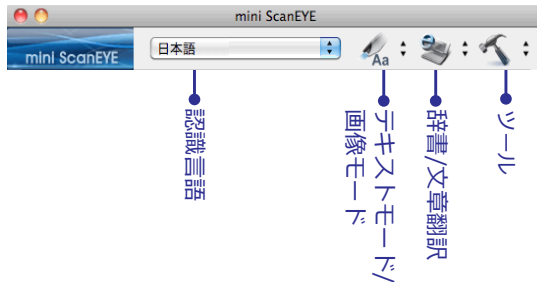 mini ScanEYE
mini ScanEYE
日本語
Aa
認識言語
テキストモード/
画像モード
辞書/文章翻訳
ツール